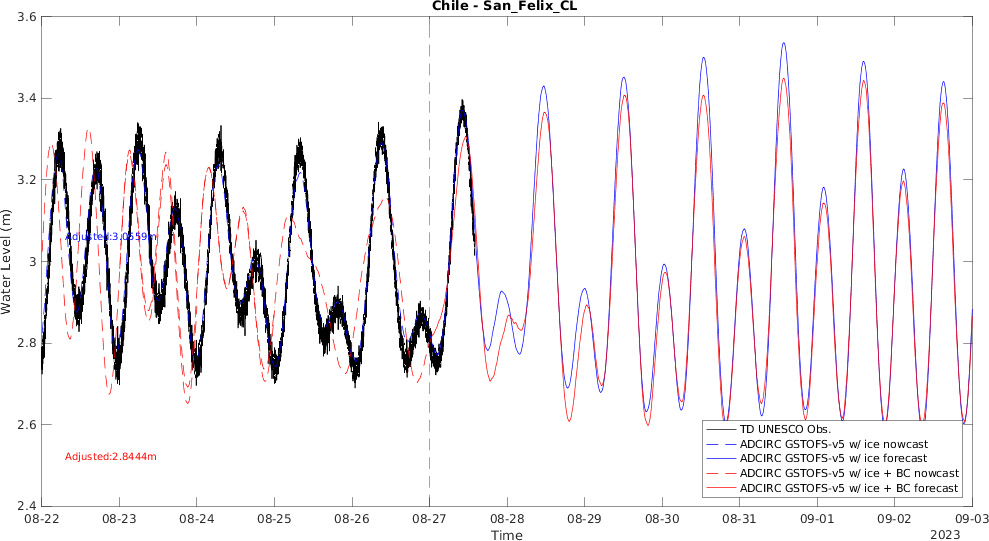 Chile - San_Felix_CL
3.6
3.4
3.2
3
2.8
2.6
2.4
Water Level (m)
Adjusted:3.0559m
Adjusted:2.8444m
TD UNESCO Obs.
ADCIRC GSTOFS-v5 w/ ice nowcast
ADCIRC GSTOFS-v5 w/ ice forecast
ADCIRC GSTOFS-v5 w/ ice + BC nowcast
ADCIRC GSTOFS-v5 w/ ice + BC forecast
08-22 08-23 08-24 08-25 08-26 08-27 08-28 08-29 08-30 08-31 09-01 09-02 09-03
Time
2023